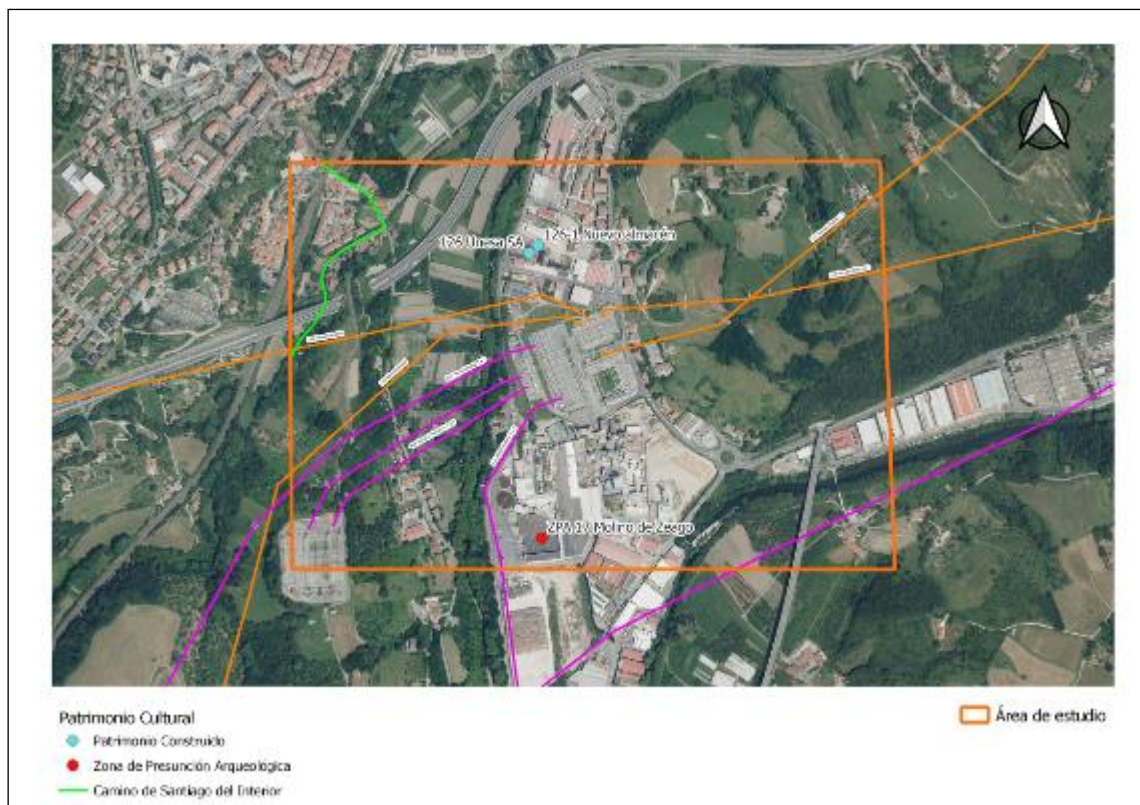 128 Unesa SA
128-1 Nuevo almacén
ZPA 17 Molino de Zeago
Patrimonio Cultural
Patrimonio Construido
Zona de Presunción Arqueológica
Camino de Santiago del Interior
Área de estudio